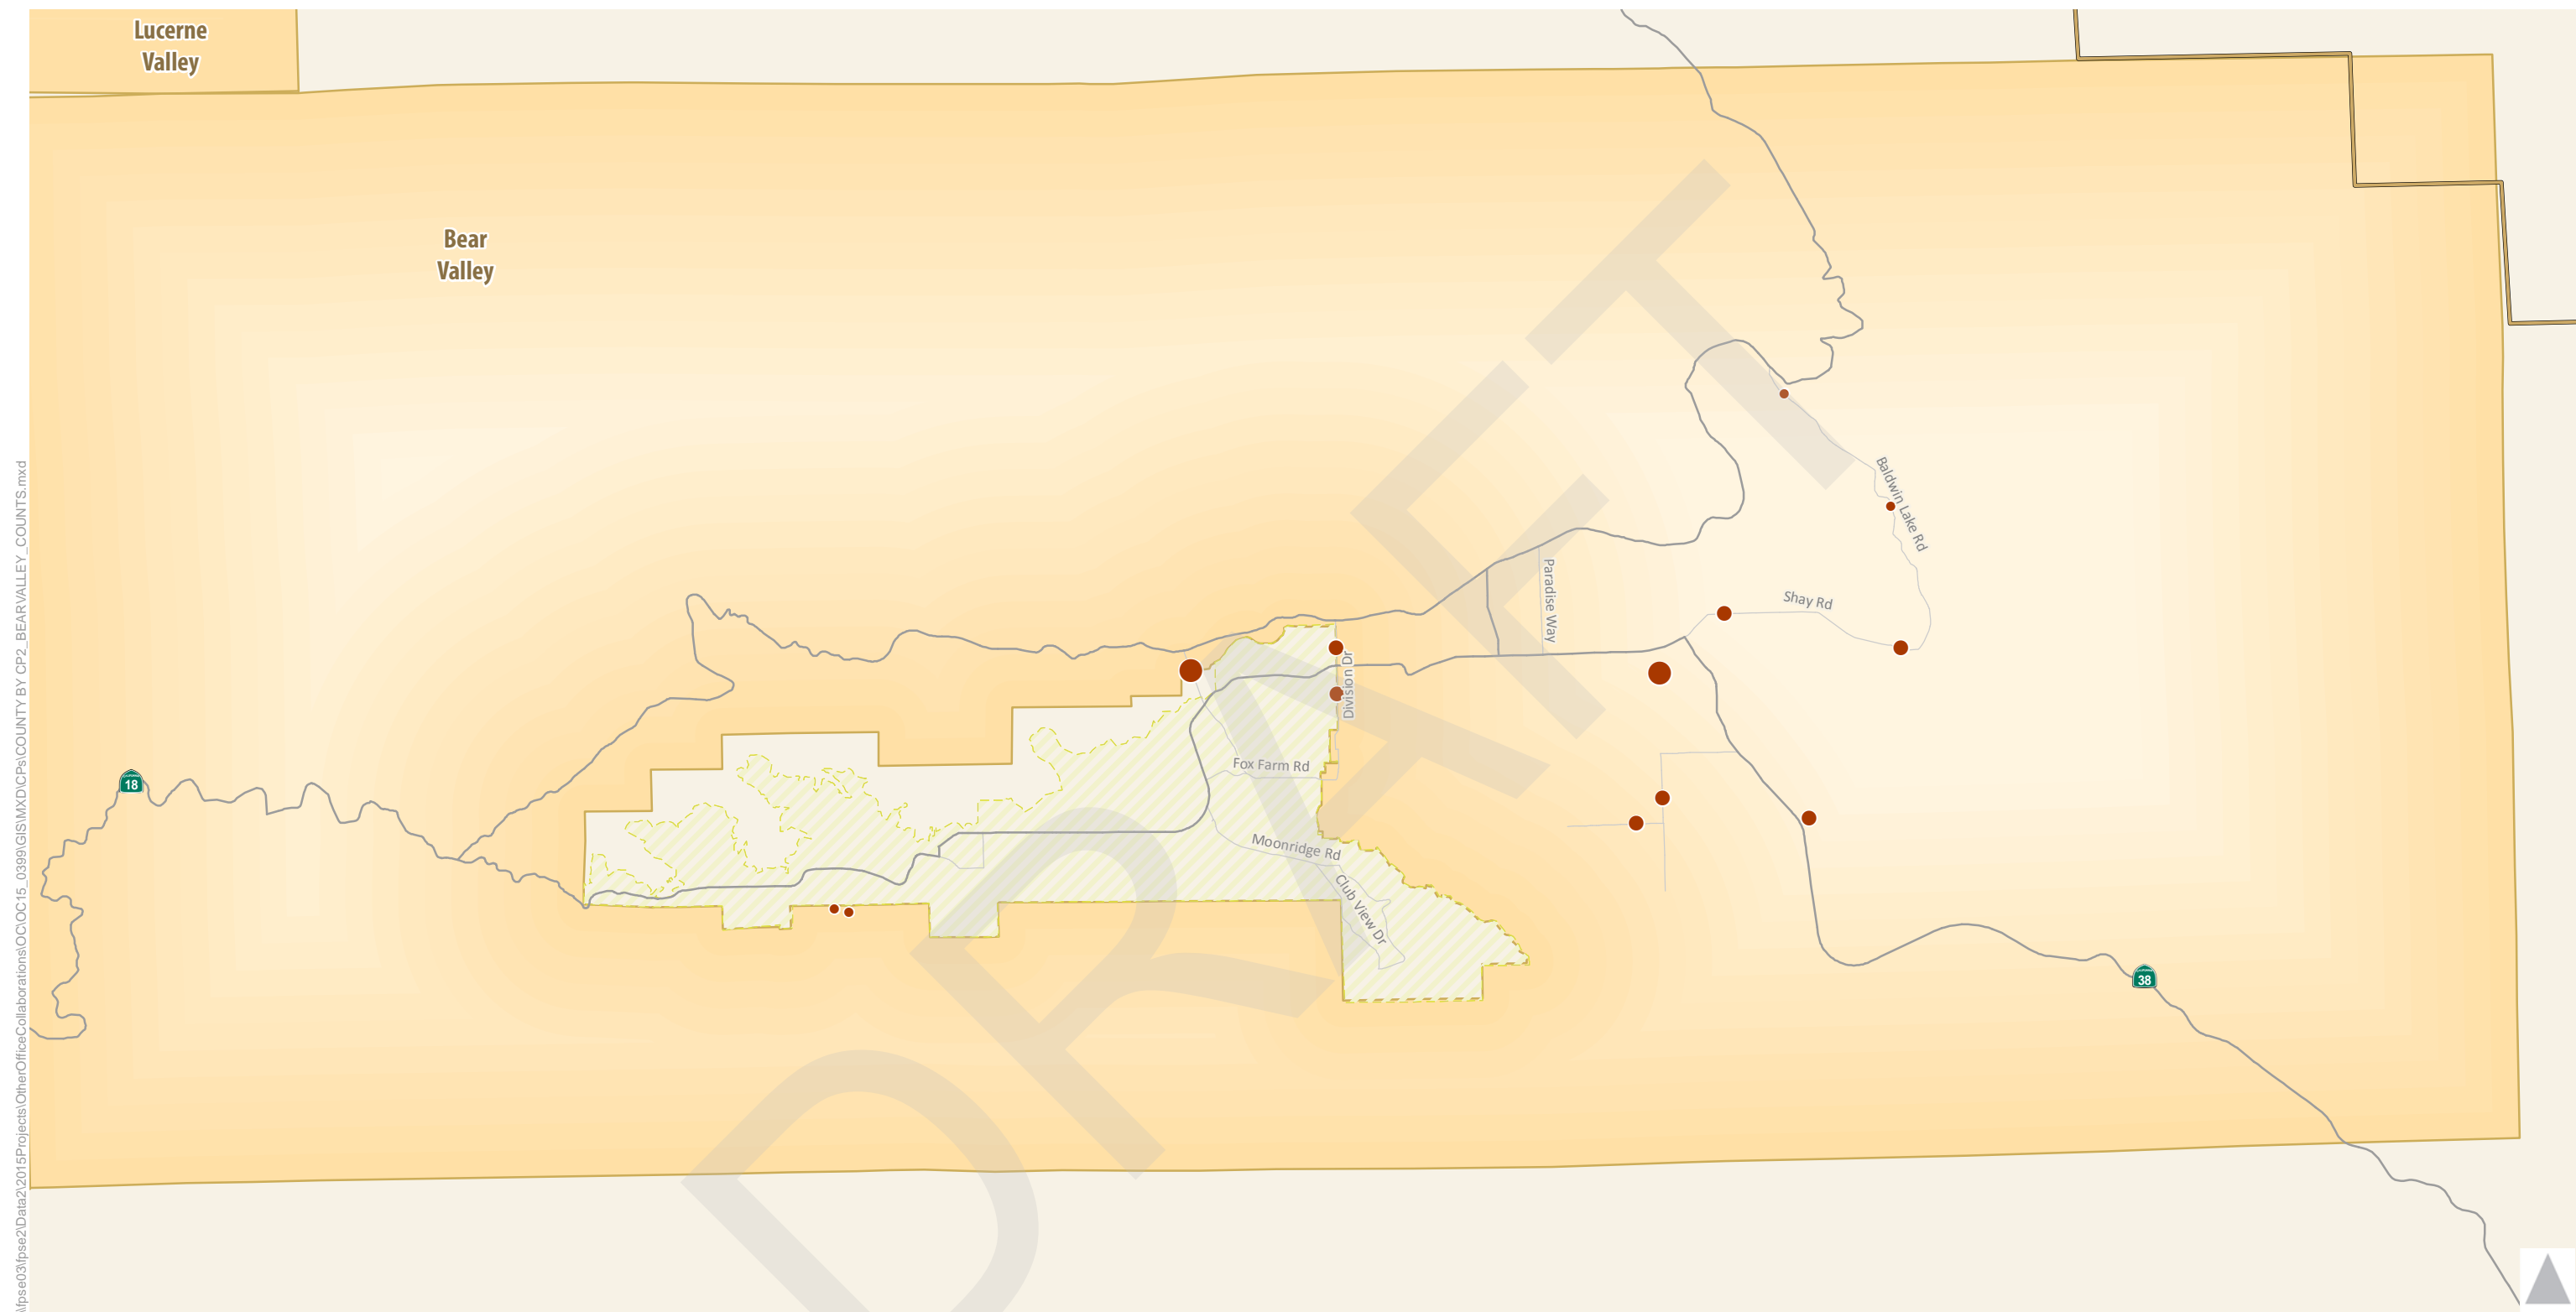 Lucerne
Valley
Bear
Valley
Baldwin Lake Rd
Paradise Way
Shay Rd
Division Dr
Fox Farm Rd
18
Moonridge Rd
Club View Dr
38
DRAFT
\fpse03\fpse2\Data2\2015Projects\OtherOfficeCollaborations\OC\OC15_0399\GIS\MXD\CPs\COUNTY BY CP2_BEARVALLEY_COUNTS.mxd